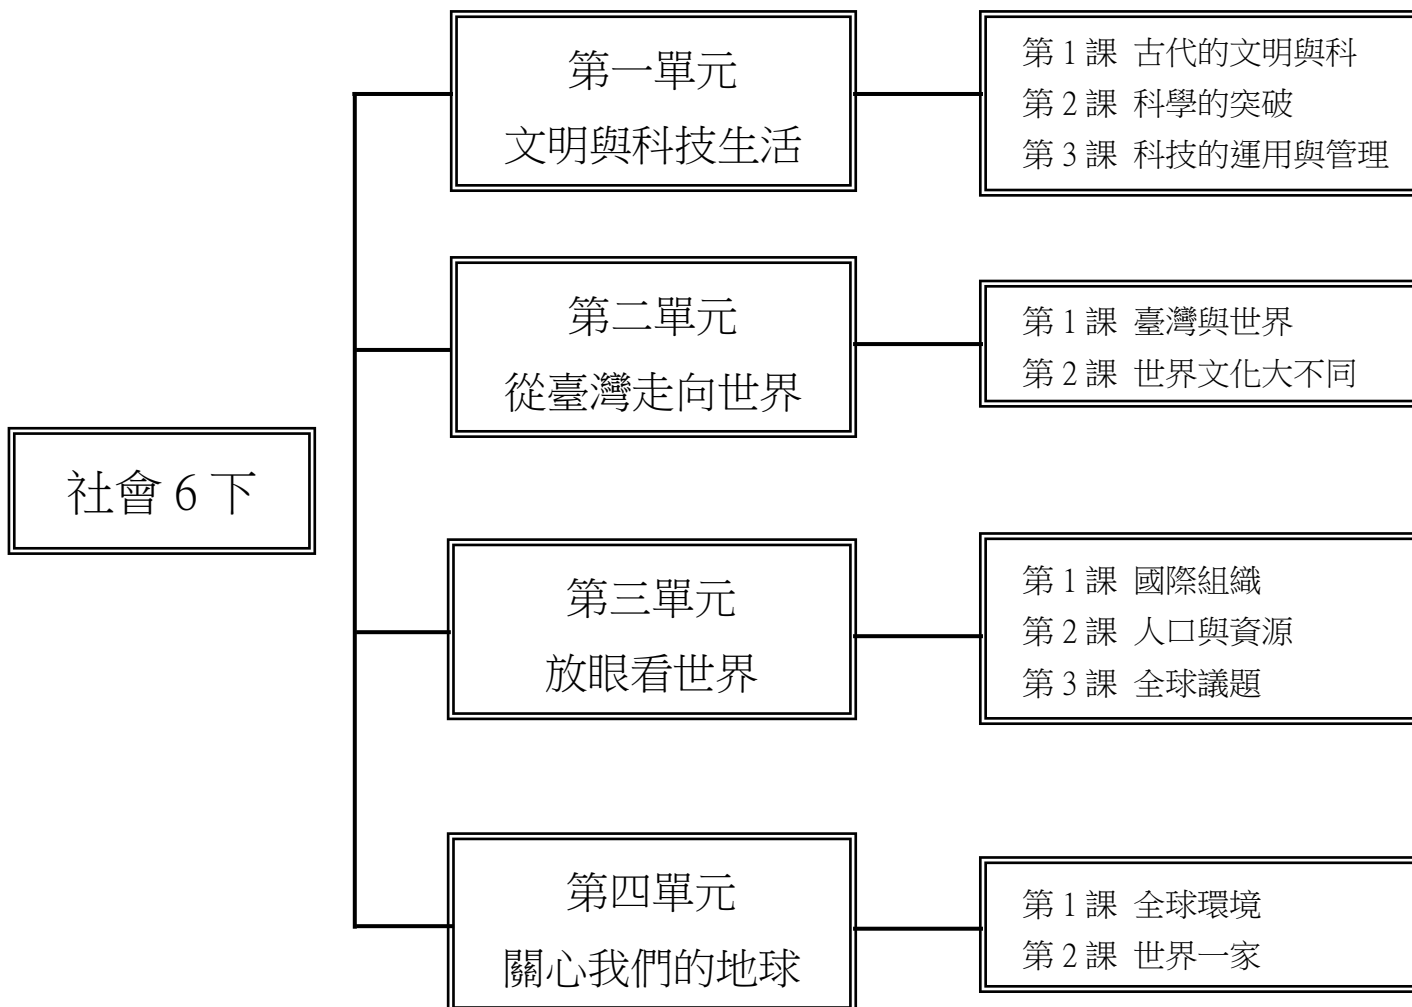 社會 6 下
第一單元
文明與科技生活
第 1 課 古代的文明與科
第 2 課 科學的突破
第 3 課 科技的運用與管理
第二單元
從臺灣走向世界
第 1 課 臺灣與世界
第 2 課 世界文化大不同
第三單元
放眼看世界
第 1 課 國際組織
第 2 課 人口與資源
第 3 課 全球議題
第四單元
關心我們的地球
第 1 課 全球環境
第 2 課 世界一家